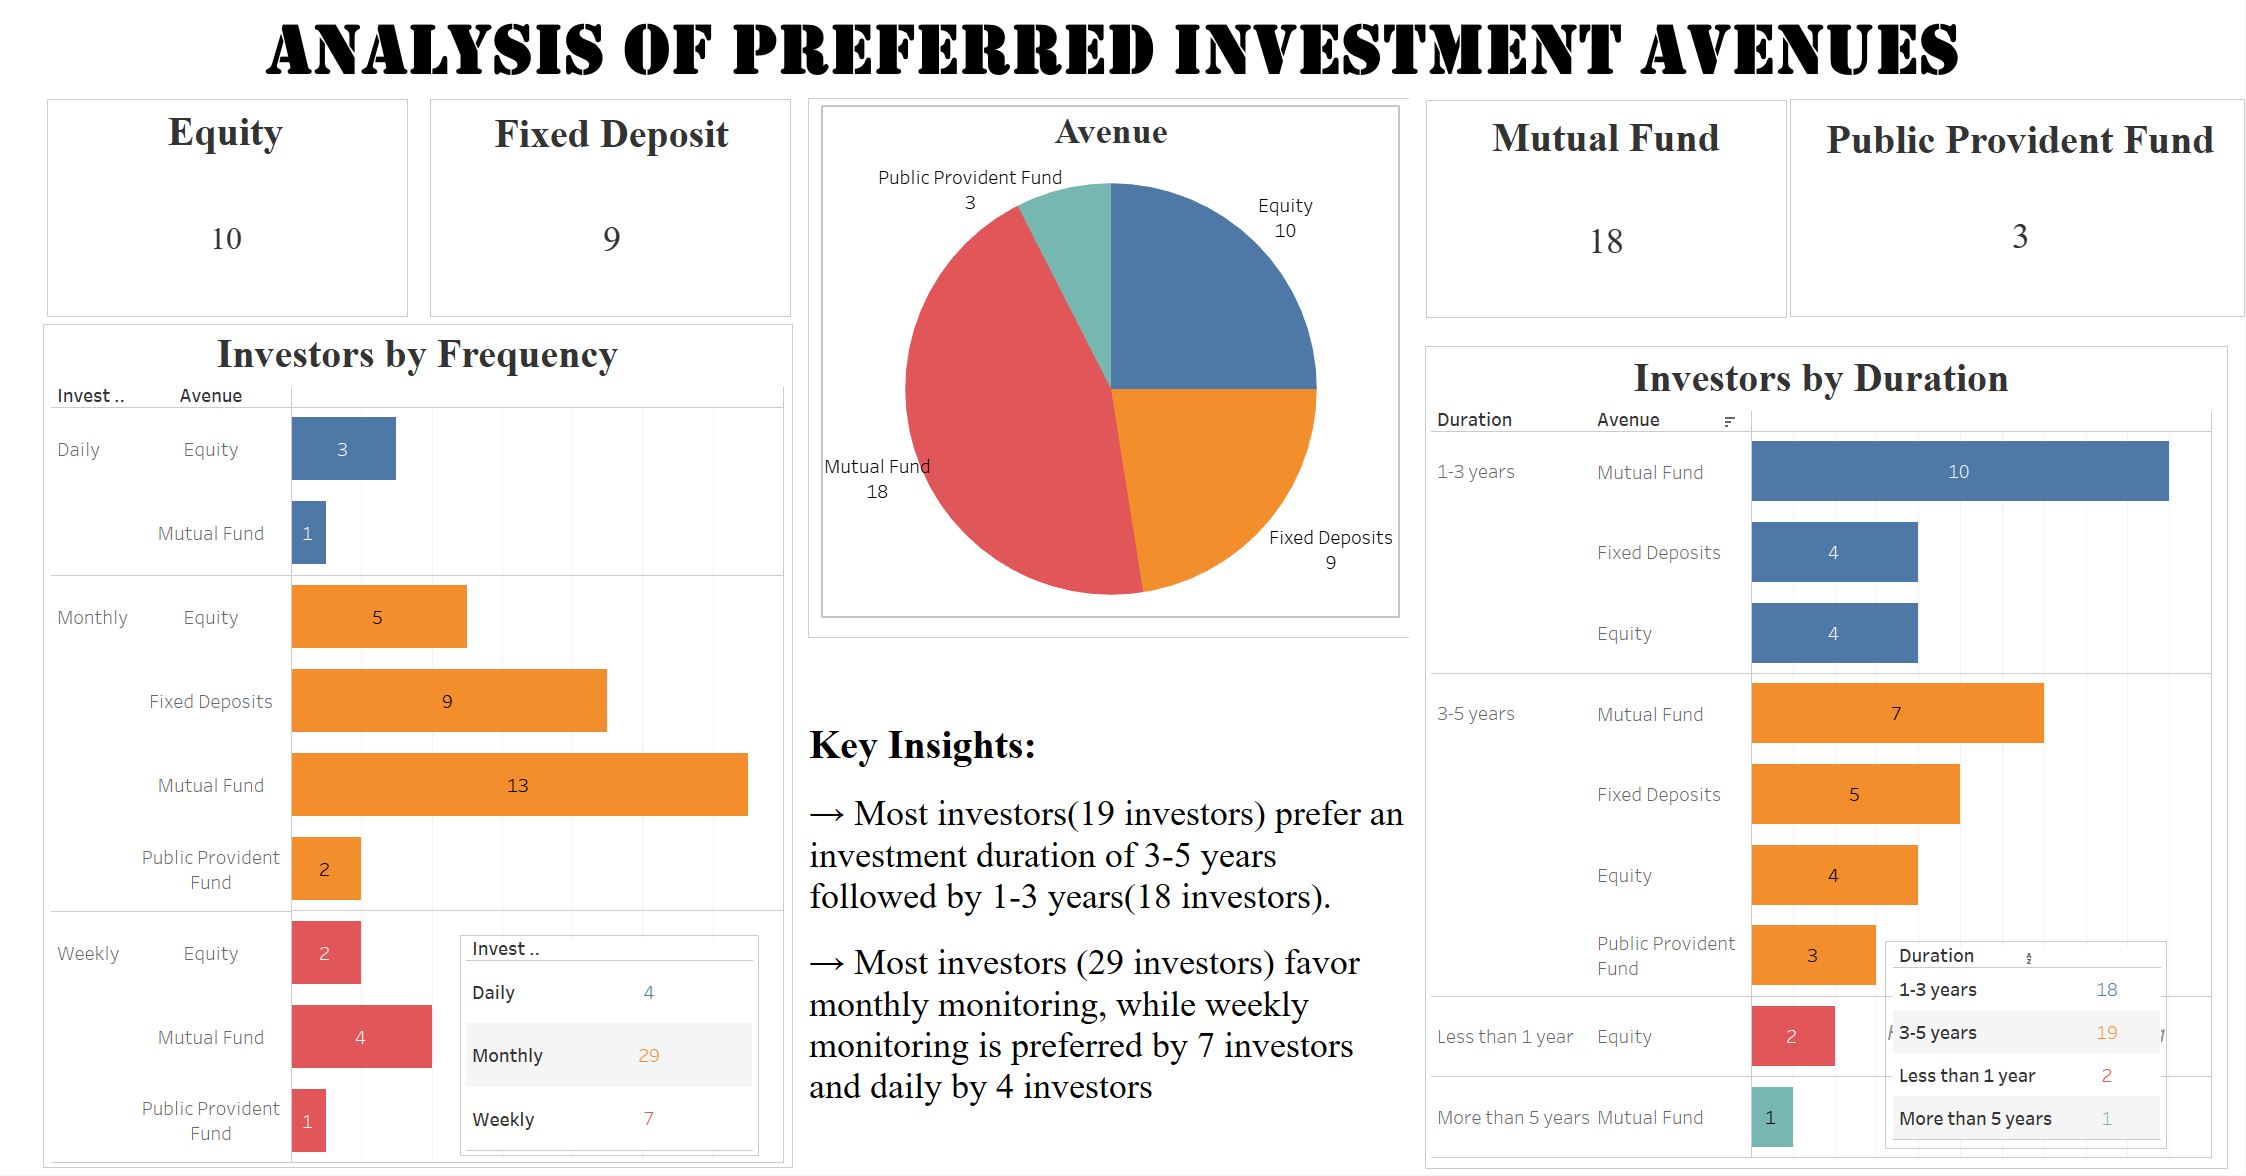 ANALYSIS OF PREFERRED INVESTMENT AVENUES
Equity
10
Fixed Deposit
9
Avenue
Public Provident Fund
3
Equity
10
Mutual Fund
18
Fixed Deposits
9
Mutual Fund
18
Public Provident Fund
3
Investors by Frequency
Invest .. Avenue
Daily Equity 3
Mutual Fund 1
Monthly Equity 5
Fixed Deposits 9
Mutual Fund 13
Public Provident
Fund 2
Weekly Equity 2
Mutual Fund 4
Public Provident
Fund 1
Invest ..
Daily 4
Monthly 29
Weekly 7
Key Insights:
→ Most investors(19 investors) prefer an
investment duration of 3-5 years
followed by 1-3 years(18 investors).
→ Most investors (29 investors) favor
monthly monitoring, while weekly
monitoring is preferred by 7 investors
and daily by 4 investors
Investors by Duration
Duration Avenue
1-3 years Mutual Fund 10
Fixed Deposits 4
Equity 4
3-5 years Mutual Fund 7
Fixed Deposits 5
Equity 4
Public Provident
Fund 3
Less than 1 year Equity 2
More than 5 years Mutual Fund 1
Duration
1-3 years 18
3-5 years 19
Less than 1 year 2
More than 5 years 1